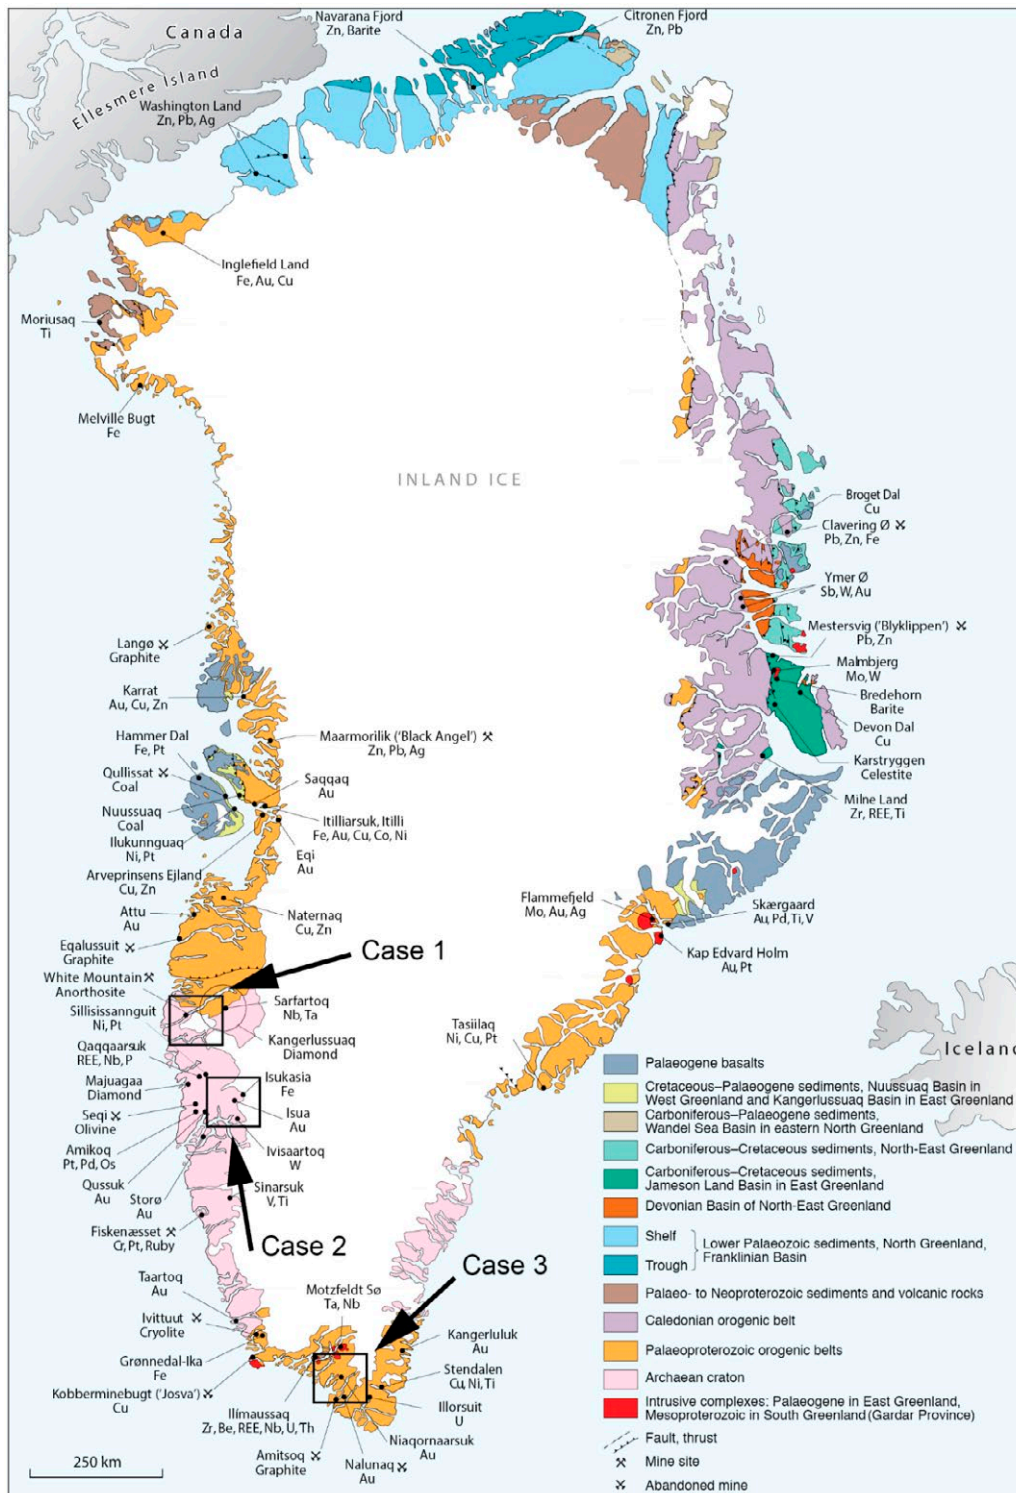 Canada
Ellesmere Island
Navarana Fjord
Zn, Barite
Citronen Fjord
Zn, Pb
Washington Land
Zn, Pb, Ag
Inglefield Land
Fe, Au, Cu
Moriusaq
Ti
Melville Bugt
Fe
INLAND ICE
Broget Dal
Cu
Clavering Ø
Pb, Zn, Fe
Ymer Ø
Sb, W, Au
Mestersvig ('Blyklippen')
Pb, Zn
Malmbjerg
Mo, W
Bredehorn
Barite
Devon Dal
Cu
Karstryggen
Celestite
Milne Land
Zr, REE, Ti
Langø
Graphite
Karrat
Au, Cu, Zn
Maarmorilik ('Black Angel')
Zn, Pb, Ag
Hammer Dal
Fe, Pt
Qullissat
Coal
Saqqaq
Au
Nuussuaq
Coal
Itilliarsuk, Itilli
Fe, Au, Cu, Co, Ni
Ilukunnguaq
Ni, Pt
Eqi
Au
Arveprinsens Ejland
Cu, Zn
Attu
Au
Naternaq
Cu, Zn
Eqalussuit
Graphite
Case 1
White Mountain
Anorthosite
Sillisissannguit
Ni, Pt
Sarfartoq
Nb, Ta
Kangerlussuaq
Diamond
Qaqqaarsuk
REE, Nb, P
Majuagaa
Diamond
Isukasia
Fe
Seqi
Olivine
Isua
Au
Amikoq
Pt, Pd, Os
Ivisaartoq
W
Qussuk
Au
Storø
Au
Sinarsuk
V, Ti
Fiskenæsset
Cr, Pt, Ruby
Case 2
Case 3
Flammefjeld
Mo, Au, Ag
Skærgaard
Au, Pd, Ti, V
Kap Edvard Holm
Au, Pt
Tasiilaq
Ni, Cu, Pt
Iceland
Taartoq
Au
Motzfeldt Sø
Ta, Nb
Ivittuut
Cryolite
Kangerluluk
Au
Grønnedal-Ika
Fe
Stendalen
Cu, Ni, Ti
Kobberminebugt ('Josva')
Cu
Ilímaussaq
Zr, Be, REE, Nb, U, Th
Illorsuit
U
Niaqornaarsuk
Au
Amitsoq
Graphite
Nalunaq
Au
250 km
Palaeogene basalts
Cretaceous–Palaeogene sediments, Nuussuaq Basin in
West Greenland and Kangerlussuaq Basin in East Greenland
Carboniferous–Palaeogene sediments,
Wandel Sea Basin in eastern North Greenland
Carboniferous–Cretaceous sediments, North-East Greenland
Carboniferous–Cretaceous sediments,
Jameson Land Basin in East Greenland
Devonian Basin of North-East Greenland
Shelf
Trough
Lower Palaeozoic sediments, North Greenland,
Franklinian Basin
Palaeo- to Neoproterozoic sediments and volcanic rocks
Caledonian orogenic belt
Palaeoproterozoic orogenic belts
Archaean craton
Intrusive complexes: Palaeogene in East Greenland,
Mesoproterozoic in South Greenland (Gardar Province)
Fault, thrust
Mine site
Abandoned mine